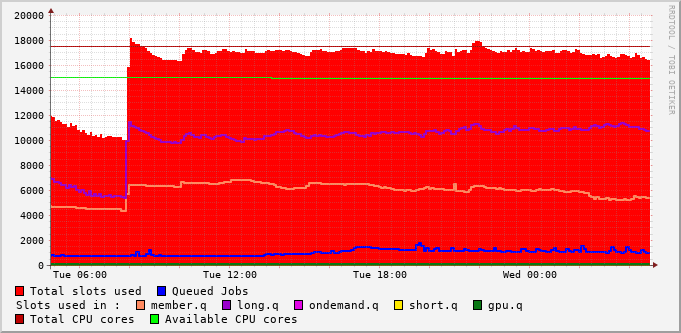 20000
18000
16000
14000
12000
10000
8000
6000
4000
2000
0
Tue 06:00 Tue 12:00 Tue 18:00 Wed 00:00
RRDTOOL / TOBI OETIKER
Total slots used Queued Jobs
Slots used in : member.q long.q ondemand.q short.q gpu.q
Total CPU cores Available CPU cores